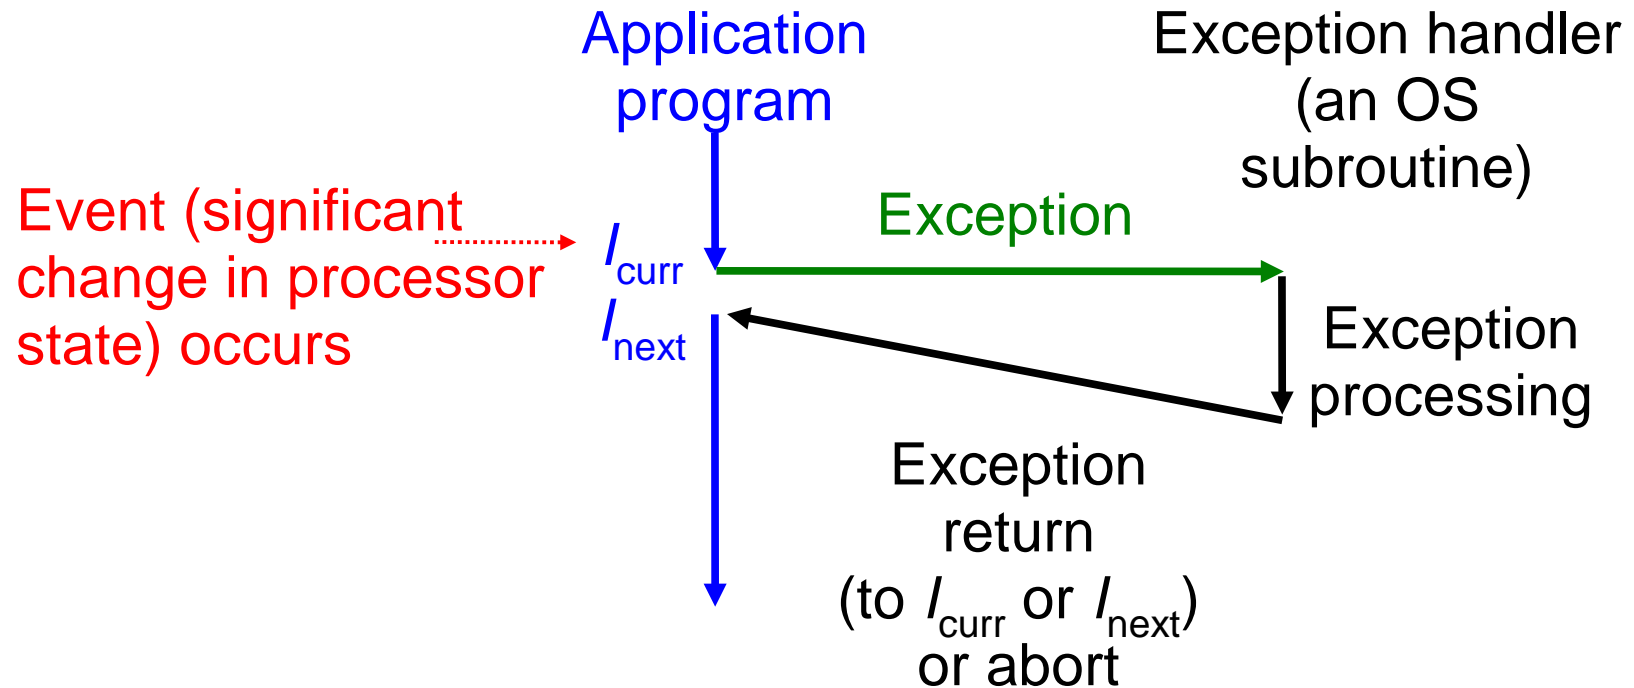 Application
program
Exception handler
(an OS
subroutine)
Event (significant
change in processor
state) occurs
Icurr
Inext
Exception
Exception
processing
Exception
return
(to Icurr or Inext)
or abort